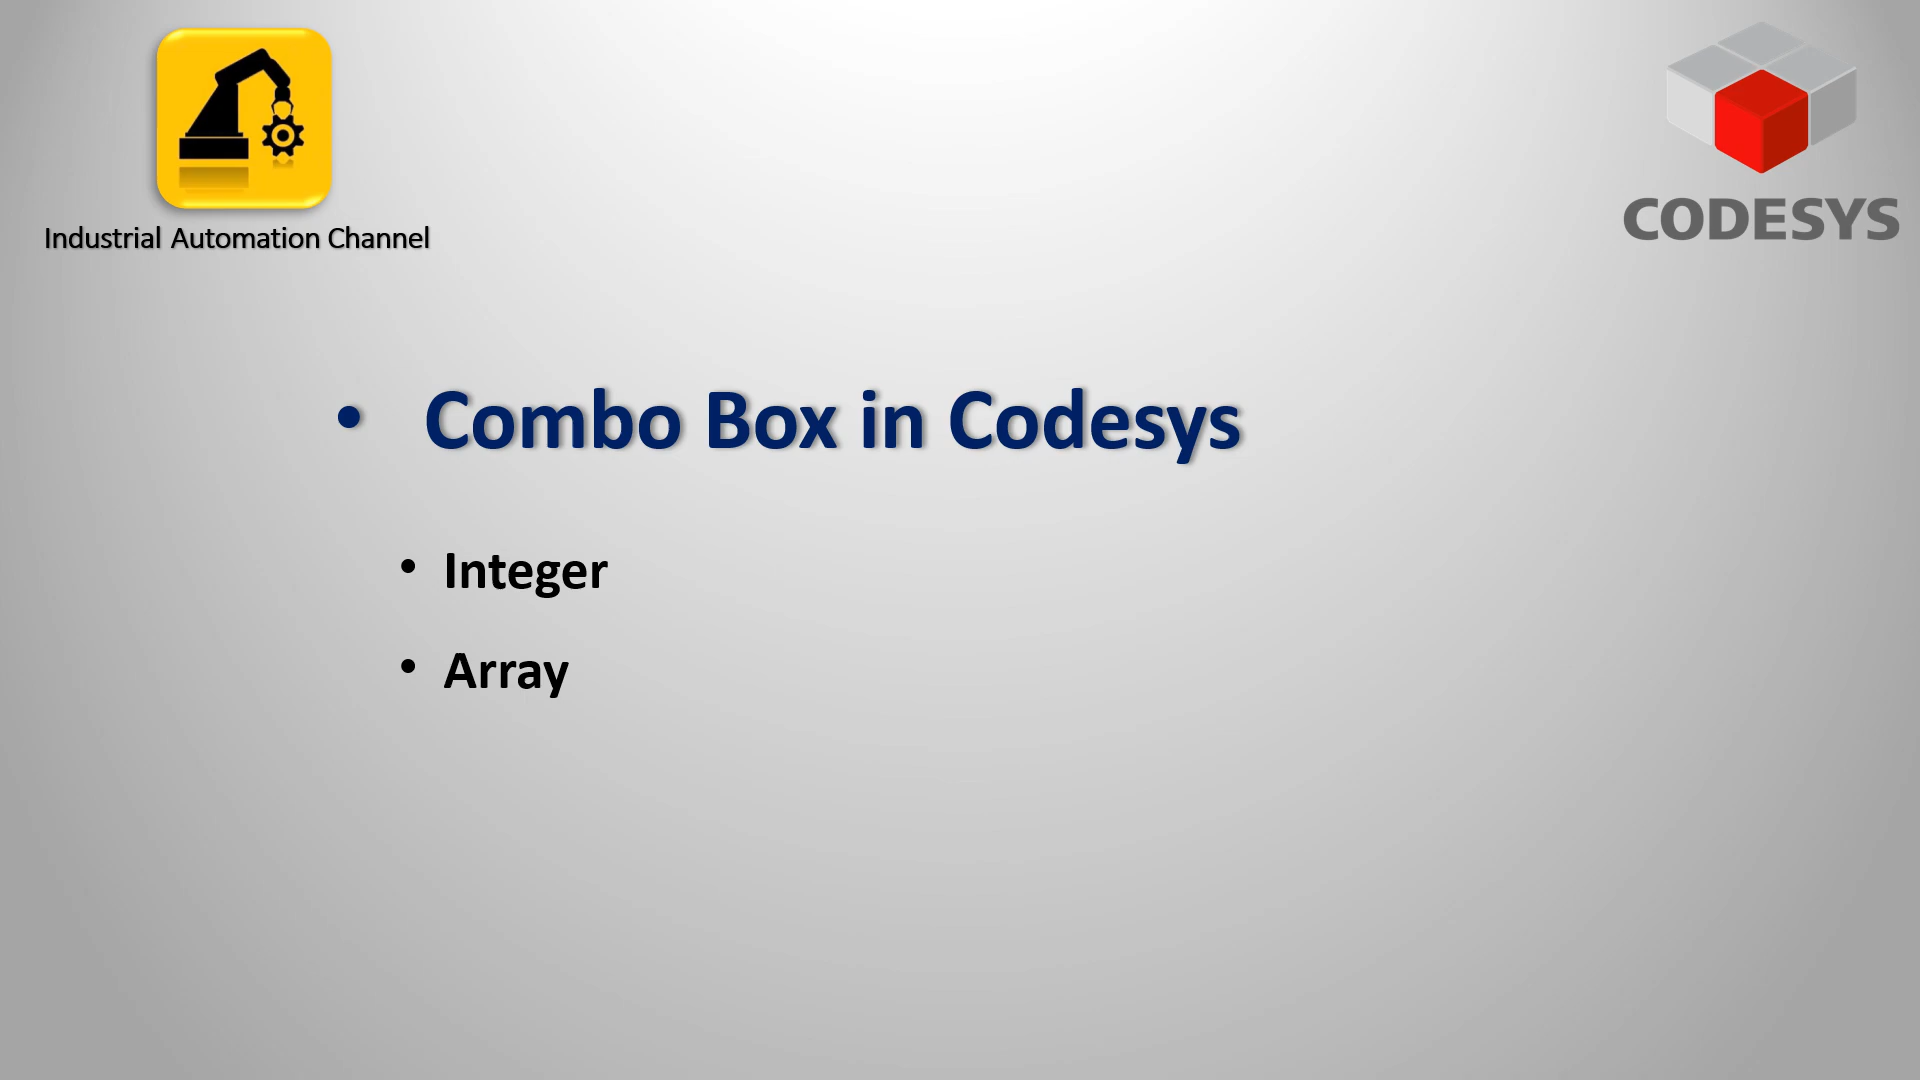 Industrial Automation Channel
CODESYS
• Combo Box in Codesys
• Integer
• Array